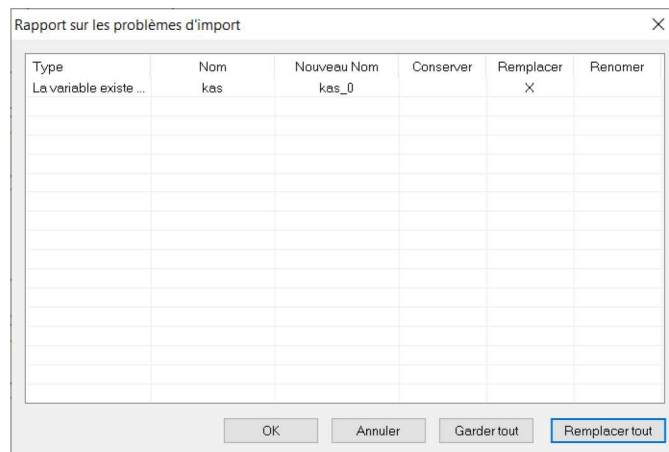 Rapport sur les problèmes d'import
Type Nom Nouveau Nom Conserver Remplacer Renomer
La variable existe ... kas kas_0 X
OK Annuler Garder tout Remplacer tout